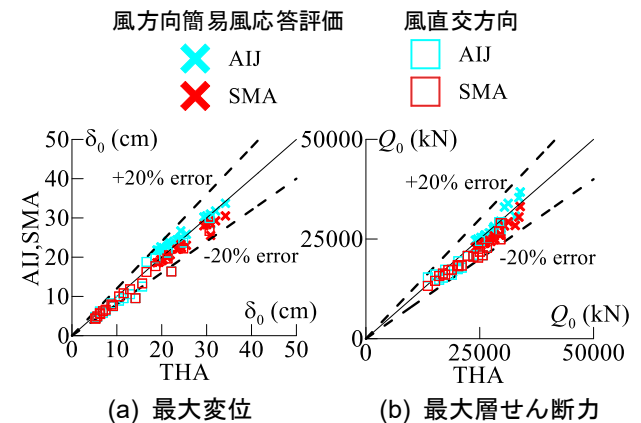 風方向簡易風応答評価 風直交方向
AIJ AIJ
SMA SMA
50 δ0 (cm)
40
30
20
10
0
AIJ,SMA
+20% error
-20% error
δ0 (cm)
0 10 20 30 40 50
THA
(a) 最大変位
50000 Q0 (kN)
25000
0
+20% error
-20% error
Q0 (kN)
0 25000 50000
THA
(b) 最大層せん断力